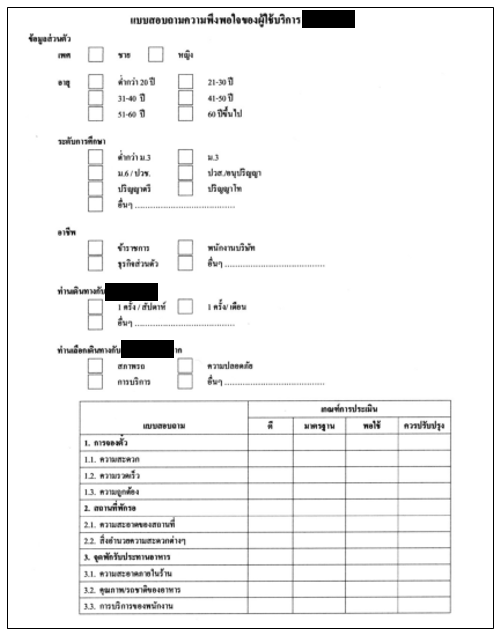 แบบสอบถามความพึงพอใจของผู้ใช้บริการ
ข้อมูลส่วนตัว
เพศ ชาย หญิง
อายุ ต่ำกว่า 20 ปี 21-30 ปี
31-40 ปี 41-50 ปี
51-60 ปี 60 ปีขึ้นไป
ระดับการศึกษา
ต่ำกว่า ม.3 ม.3
ม.6 / ปวช. ปวส./อนุปริญญา
ปริญญาตรี ปริญญาโท
อื่นๆ ......................................
อาชีพ
ข้าราชการ พนักงานบริษัท
ธุรกิจส่วนตัว อื่นๆ ......................................
ท่านเดินทางกับ
1 ครั้ง / สัปดาห์ 1 ครั้ง/ เดือน
อื่นๆ ......................................
ท่านเลือกเดินทางกับ จาก
สภาพรถ ความปลอดภัย
การบริการ อื่นๆ ......................................
แบบสอบถาม เกณฑ์การประเมิน
ดี มาตรฐาน พอใช้ ควรปรับปรุง
1. การจองตั๋ว
1.1. ความสะดวก
1.2. ความรวดเร็ว
1.3. ความถูกต้อง
2. สถานที่พักรอ
2.1. ความสะอาดของสถานที่
2.2. สิ่งอำนวยความสะดวกต่างๆ
3. จุดพักรับประทานอาหาร
3.1. ความสะอาดภายในร้าน
3.2. คุณภาพ/รสชาติของอาหาร
3.3. การบริการของพนักงาน